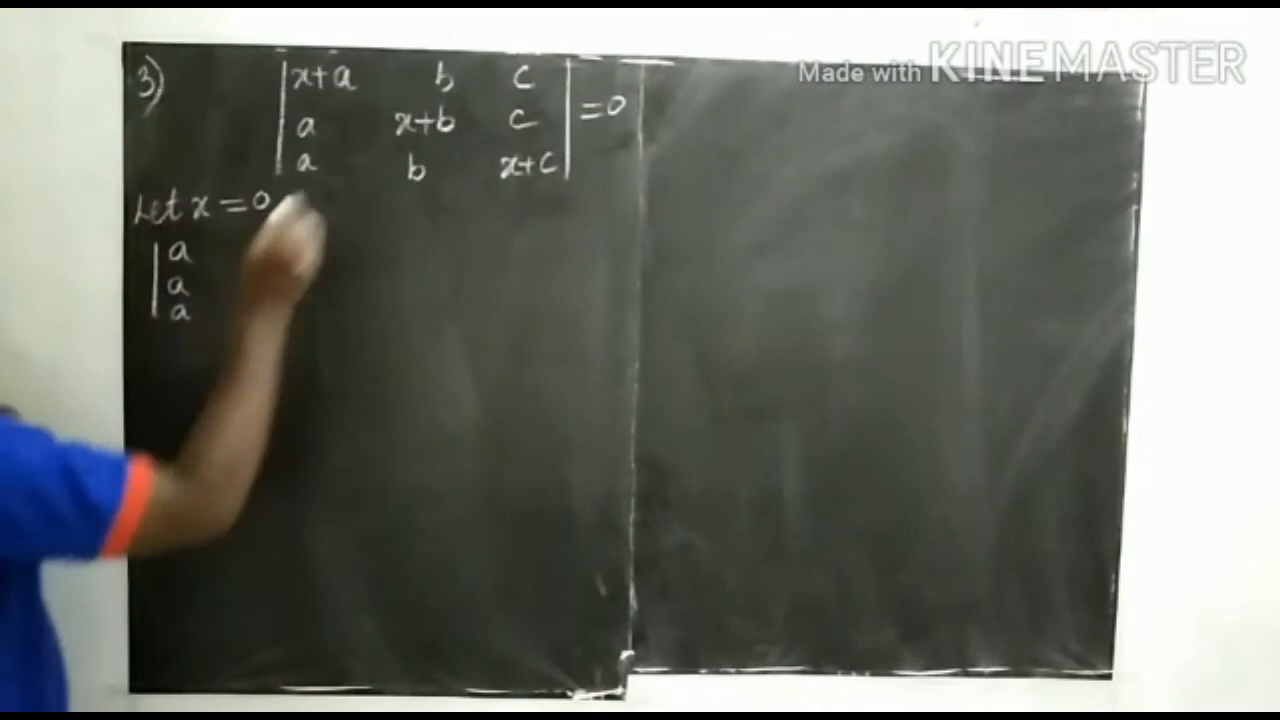 Made with KINEMASTER
3) |x+a b c|
|a x+b c| =0
|a b x+c|
Let x=0
|a
|a
|a